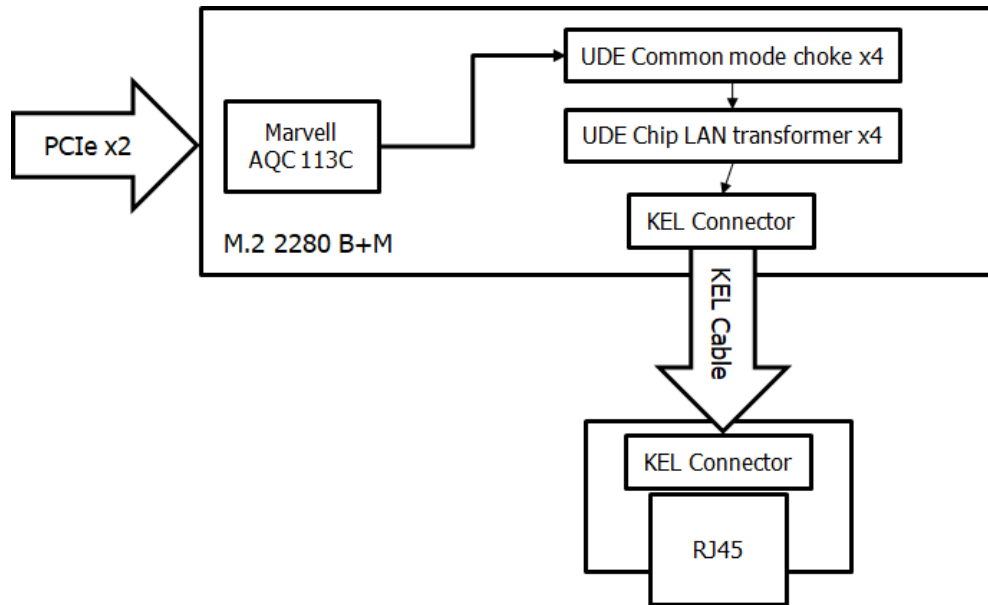 UDE Common mode choke x4
Marvell
AQC 113C
PCIe x2
UDE Chip LAN transformer x4
KEL Connector
M.2 2280 B+M
KEL Cable
KEL Connector
RJ45